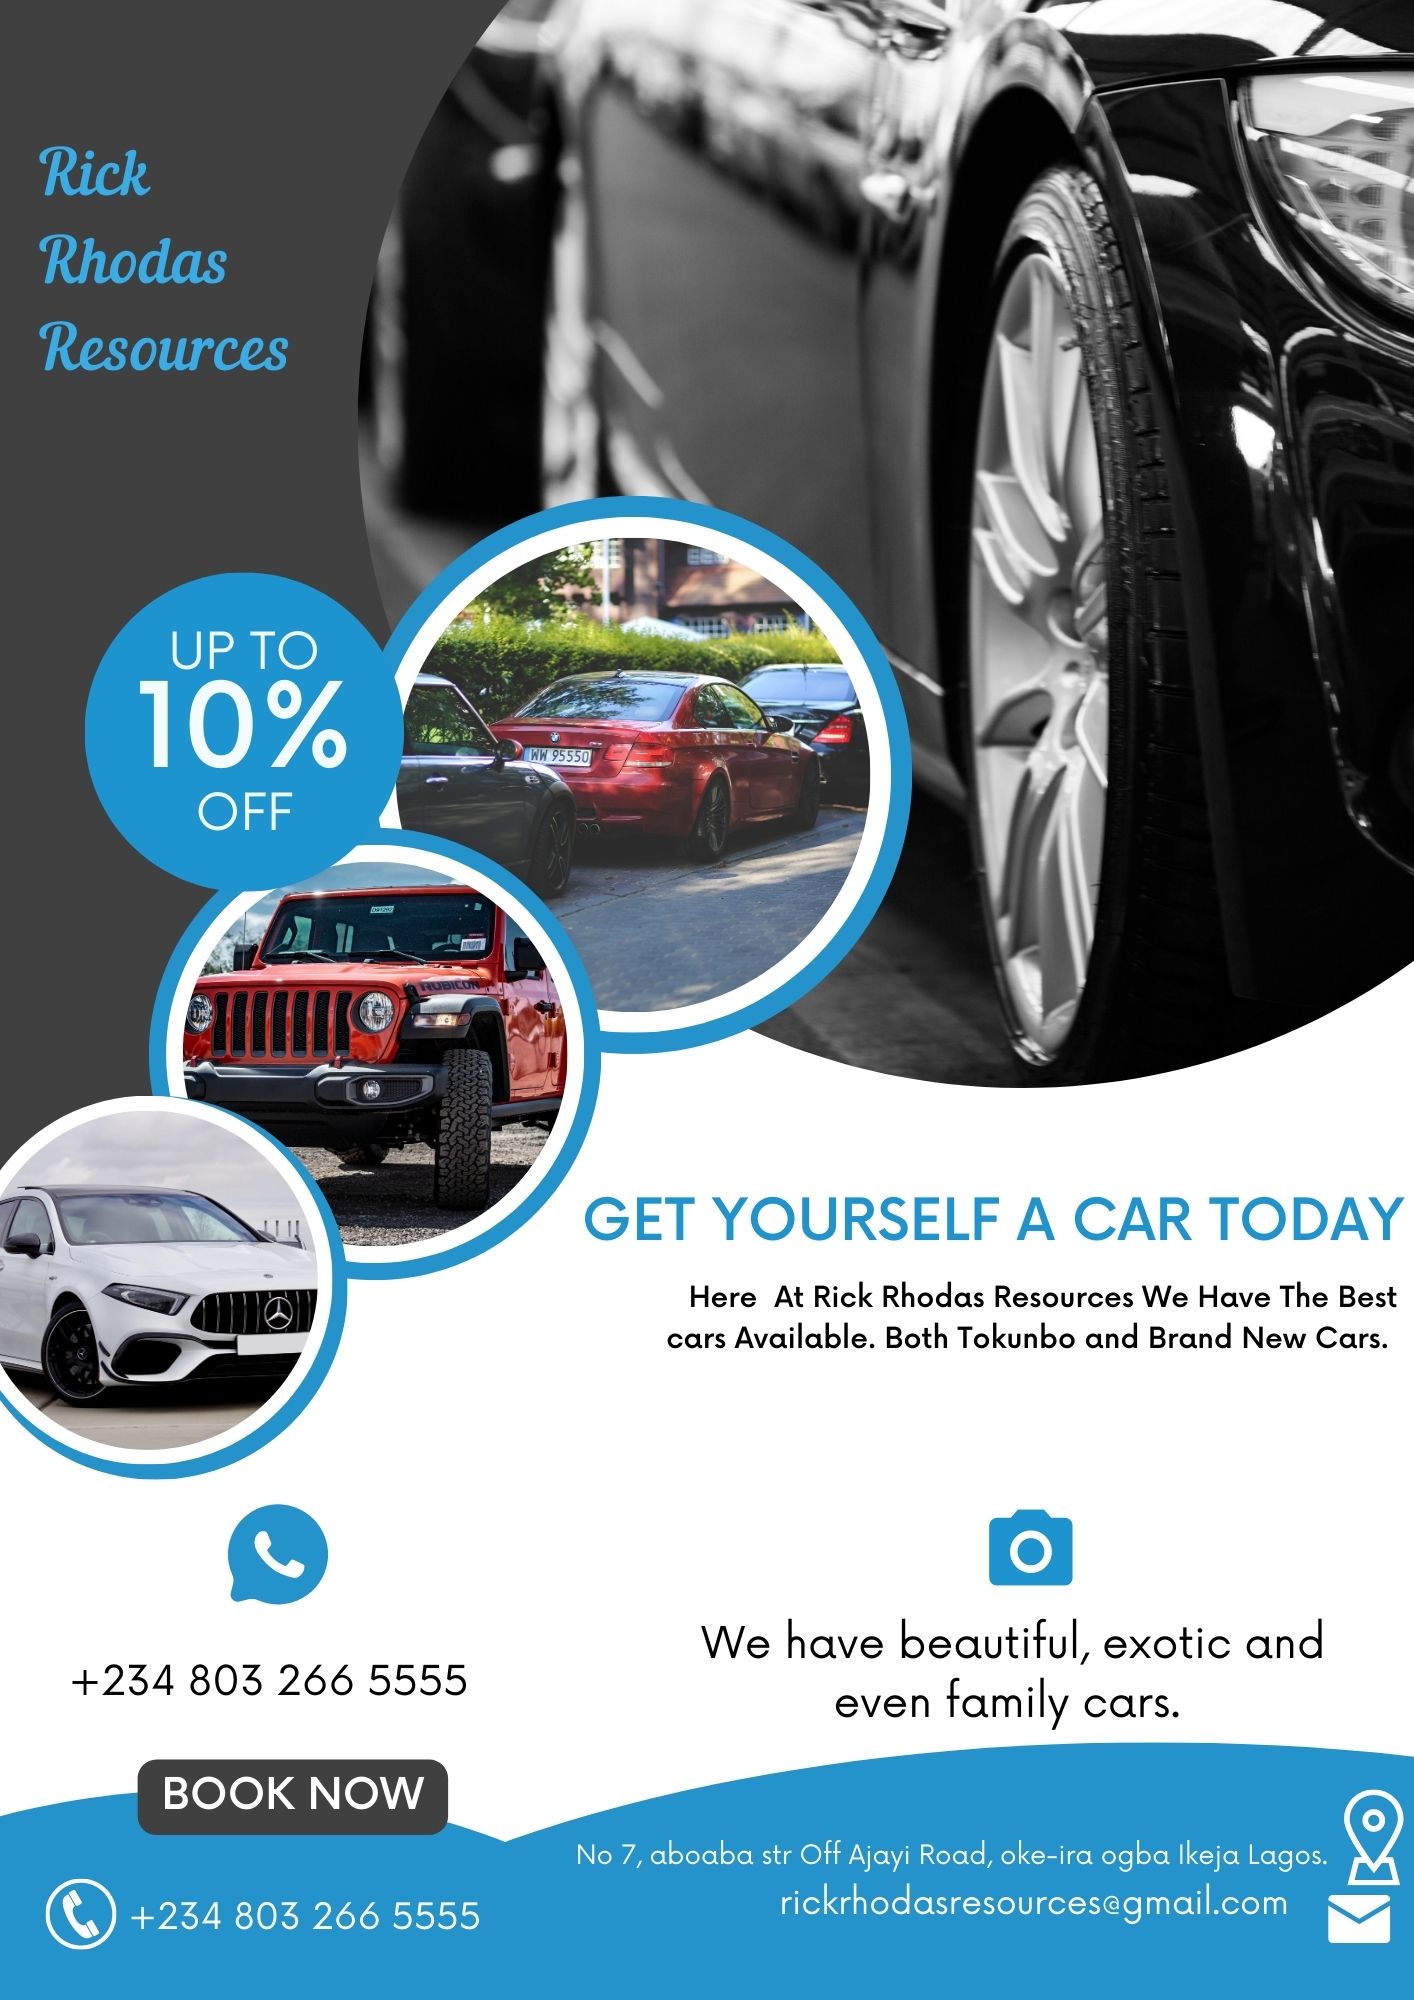 Rick
Rhodas
Resources
UP TO
10%
OFF
WW 95550
RUBICON
GET YOURSELF A CAR TODAY
Here At Rick Rhodas Resources We Have The Best
cars Available. Both Tokunbo and Brand New Cars.
+234 803 266 5555
We have beautiful, exotic and
even family cars.
BOOK NOW
No 7, aboaba str Off Ajayi Road, oke-ira ogba Ikeja Lagos.
rickrhodasresources@gmail.com
+234 803 266 5555